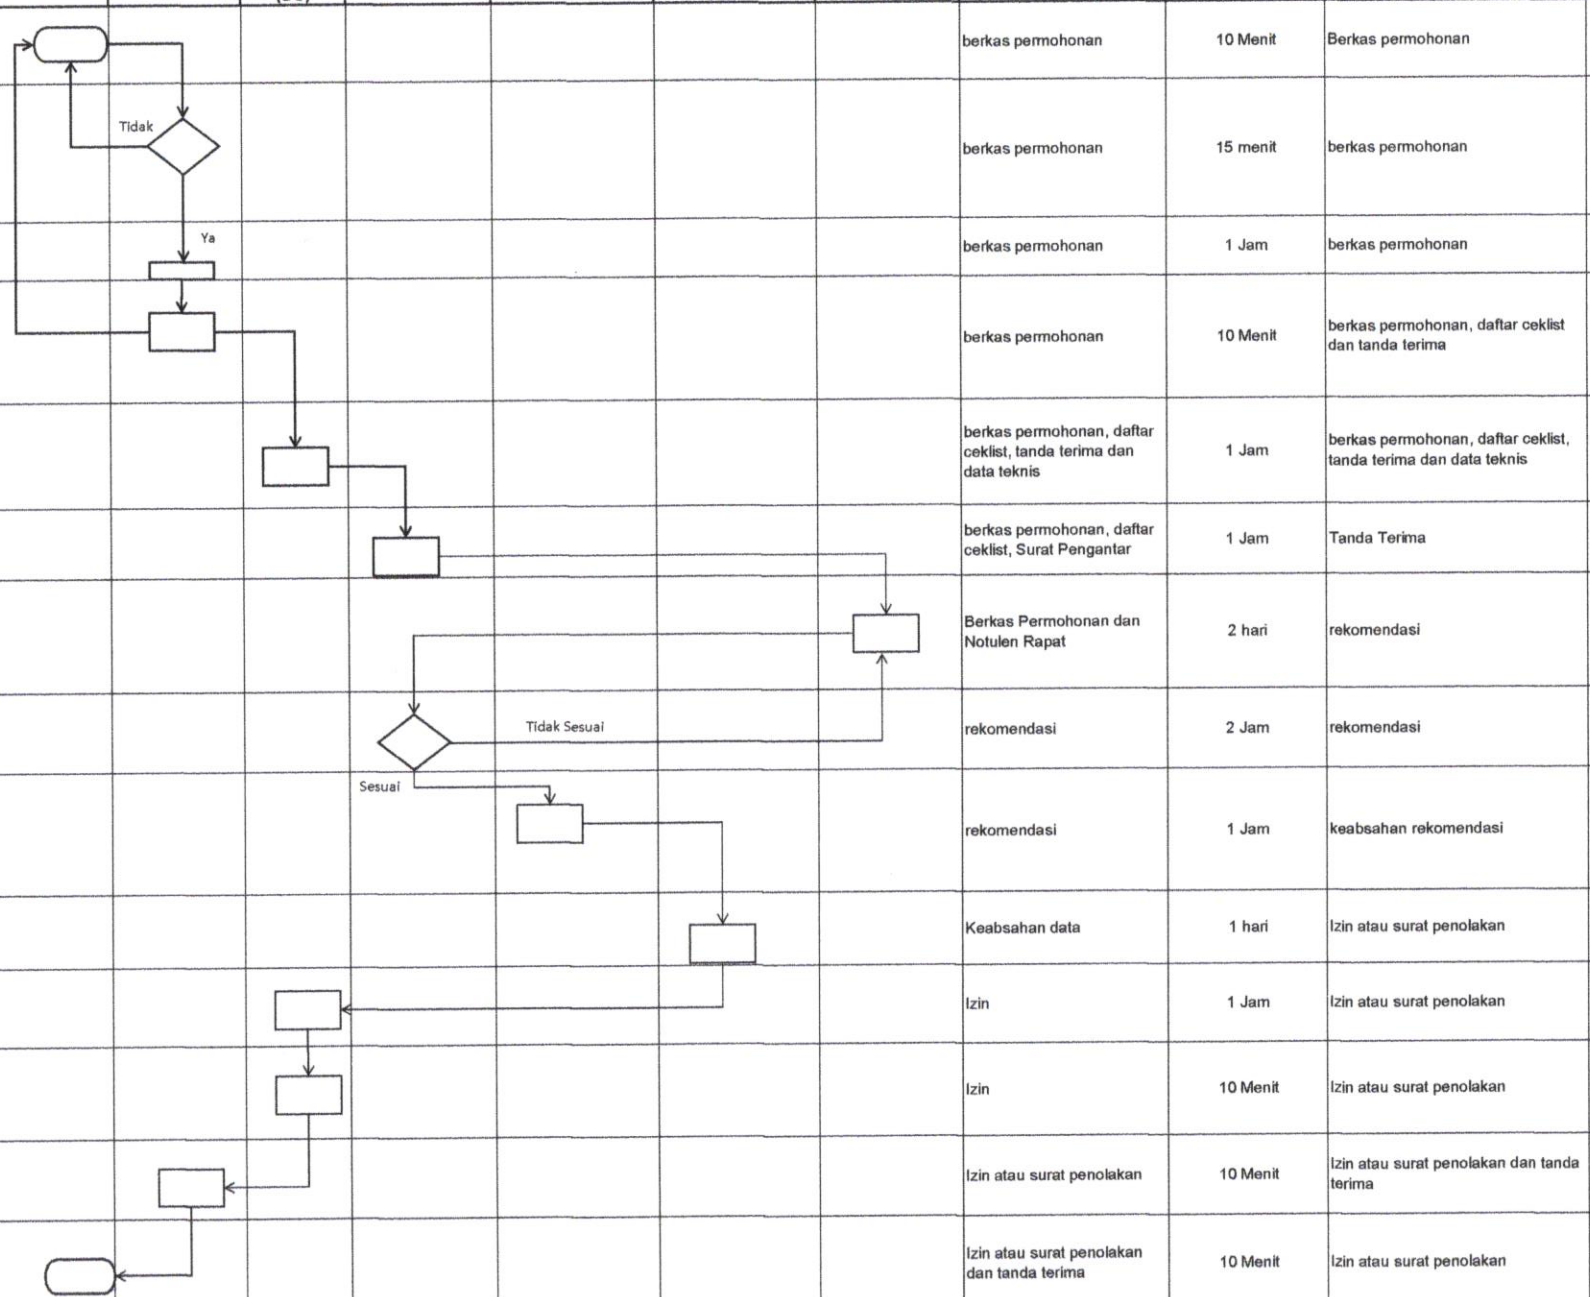 berkas permohonan
10 Menit
Berkas permohonan
Tidak
berkas permohonan
15 menit
berkas permohonan
Ya
berkas permohonan
1 Jam
berkas permohonan
berkas permohonan
10 Menit
berkas permohonan, daftar ceklist
dan tanda terima
berkas permohonan, daftar
ceklist, tanda terima dan
data teknis
1 Jam
berkas permohonan, daftar ceklist,
tanda terima dan data teknis
berkas permohonan, daftar
ceklist, Surat Pengantar
1 Jam
Tanda Terima
Berkas Permohonan dan
Notulen Rapat
2 hari
rekomendasi
Tidak Sesuai
rekomendasi
2 Jam
rekomendasi
Sesuai
rekomendasi
1 Jam
keabsahan rekomendasi
Keabsahan data
1 hari
Izin atau surat penolakan
Izin
1 Jam
Izin atau surat penolakan
Izin
10 Menit
Izin atau surat penolakan
Izin atau surat penolakan
10 Menit
Izin atau surat penolakan dan tanda
terima
Izin atau surat penolakan
dan tanda terima
10 Menit
Izin atau surat penolakan